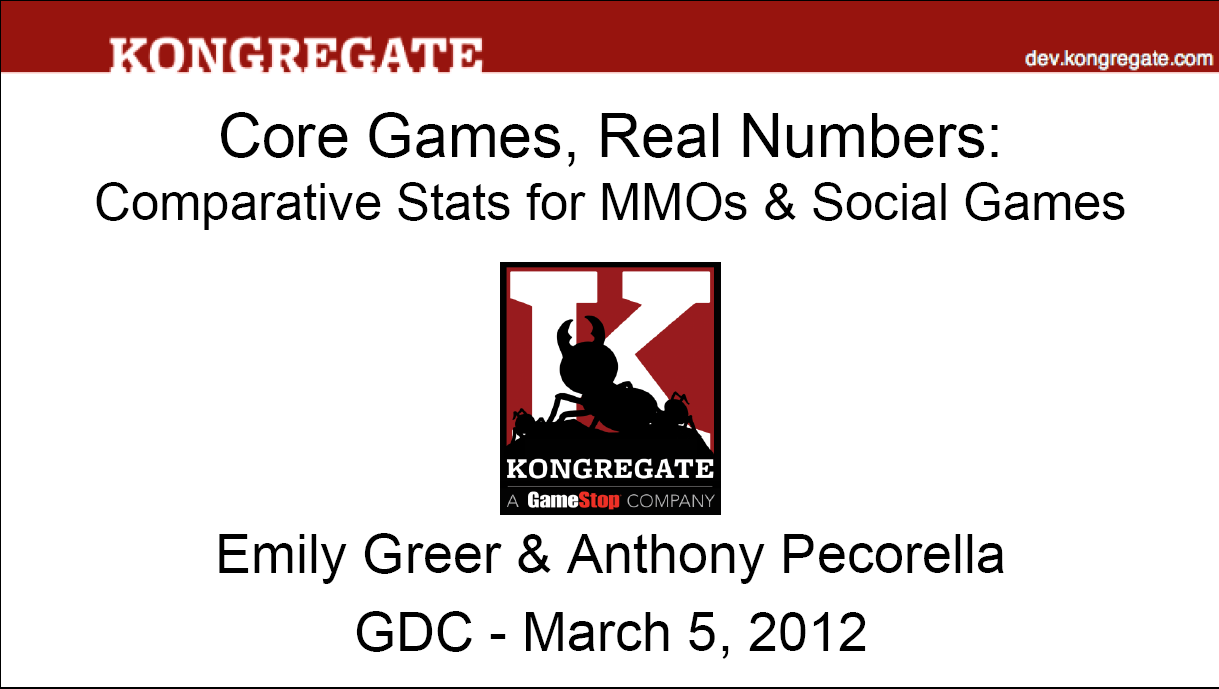 KONGREGATE
dev.kongregate.com
Core Games, Real Numbers:
Comparative Stats for MMOs & Social Games
K
KONGREGATE
A GameStop COMPANY
Emily Greer & Anthony Pecorella
GDC - March 5, 2012